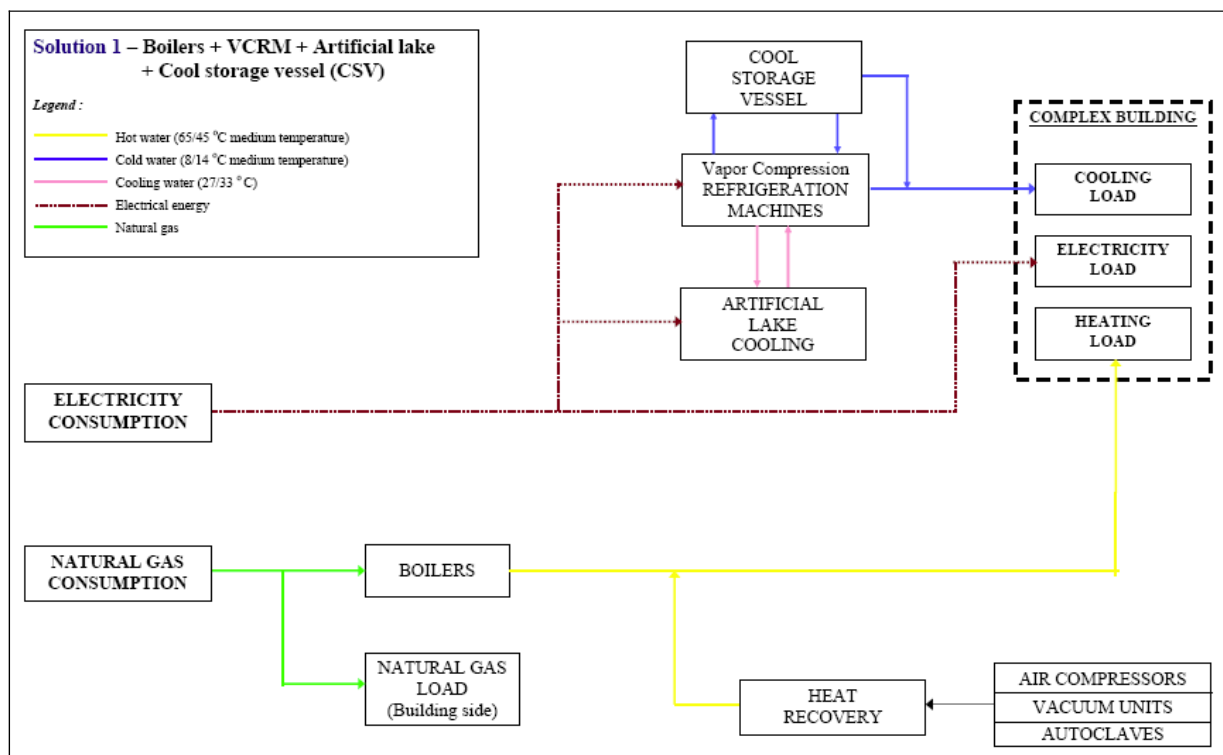 Solution 1 – Boilers + VCRM + Artificial lake
+ Cool storage vessel (CSV)
Legend :
Hot water (65/45 °C medium temperature)
Cold water (8/14 °C medium temperature)
Cooling water (27/33 °C)
Electrical energy
Natural gas
COOL
STORAGE
VESSEL
Vapor Compression
REFRIGERATION
MACHINES
ARTIFICIAL
LAKE
COOLING
COMPLEX BUILDING
COOLING
LOAD
ELECTRICITY
LOAD
HEATING
LOAD
ELECTRICITY
CONSUMPTION
NATURAL GAS
CONSUMPTION
BOILERS
NATURAL GAS
LOAD
(Building side)
HEAT
RECOVERY
AIR COMPRESSORS
VACUUM UNITS
AUTOCLAVES